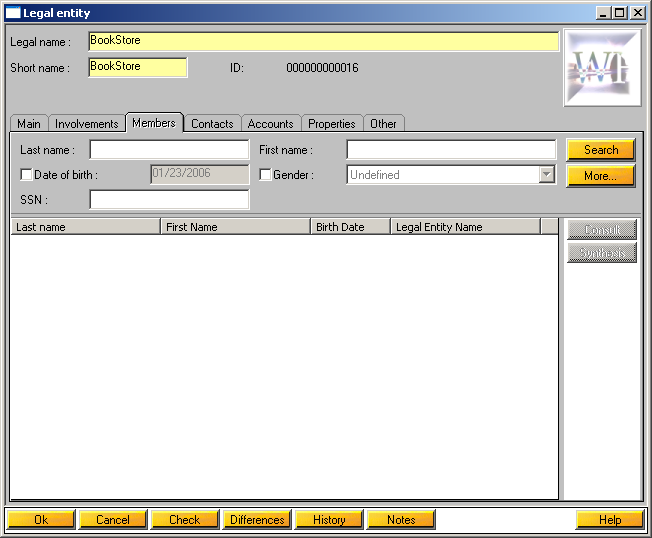 Legal entity
Legal name : BookStore
Short name : BookStore ID: 000000000016
Main Involvements Members Contacts Accounts Properties Other
Last name : First name : Search
Date of birth : 01/23/2006 Gender : Undefined More...
SSN :
Last name First Name Birth Date Legal Entity Name
Consult
Synthesis
Ok Cancel Check Differences History Notes Help